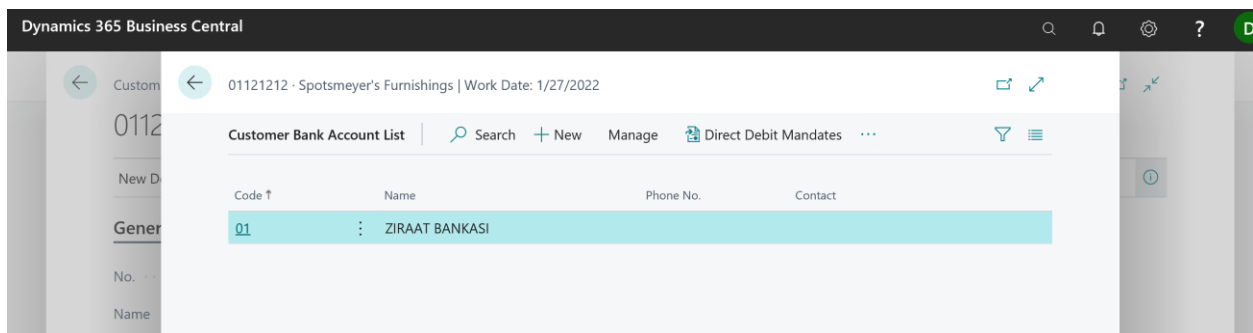 Dynamics 365 Business Central
?
D
Custom
01121212 · Spotsmeyer's Furnishings | Work Date: 1/27/2022
0112
Customer Bank Account List
Search
New
Manage
Direct Debit Mandates
New D
Code ↑
Name
Phone No.
Contact
Gener
01
ZIRAAT BANKASI
No.
Name